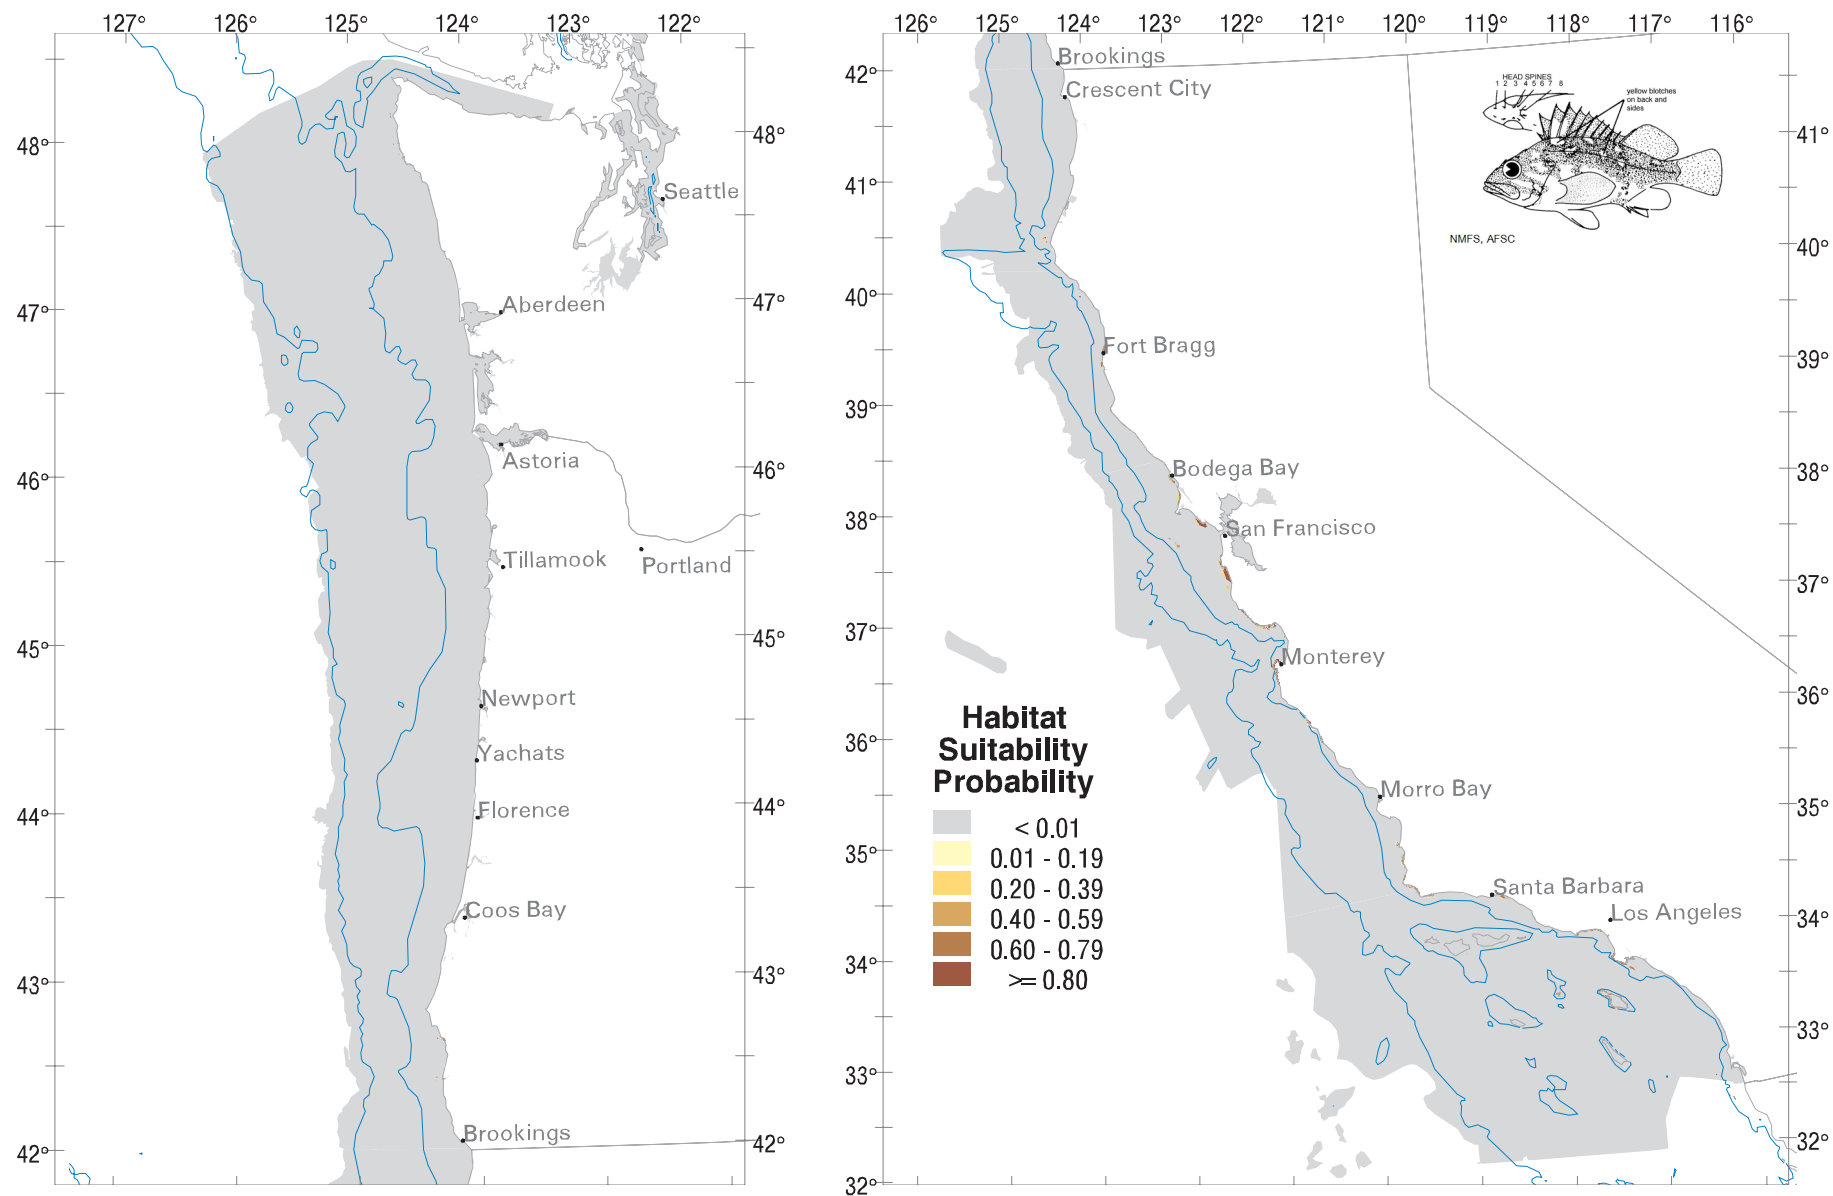 127° 126° 125° 124° 123° 122°
48° 48°
Seattle
47° 47°
Aberdeen
46° 46°
Astoria
Tillamook
Portland
45° 45°
Newport
Yachats
44° 44°
Florence
Coos Bay
43° 43°
Brookings
42° 42°
126° 125° 124° 123° 122° 121° 120° 119° 118° 117° 116°
Brookings
42°
Crescent City
HEAD SPINES
1 2 3 4 5 6 7 8
yellow blotches
on back and
sides
41° 41°
NMFS, AFSC
40° 40°
Fort Bragg
39° 39°
Bodega Bay
38° 38°
San Francisco
37° 37°
Monterey
36° 36°
Habitat
Suitability
Probability
< 0.01
0.01 - 0.19
0.20 - 0.39
0.40 - 0.59
0.60 - 0.79
>= 0.80
Morro Bay
35° 35°
Santa Barbara
Los Angeles
34° 34°
33° 33°
32° 32°